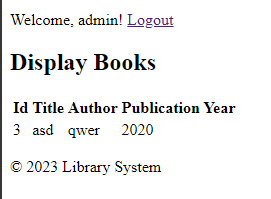 Welcome, admin! Logout
Display Books
Id Title Author Publication Year
3 asd qwer 2020
© 2023 Library System